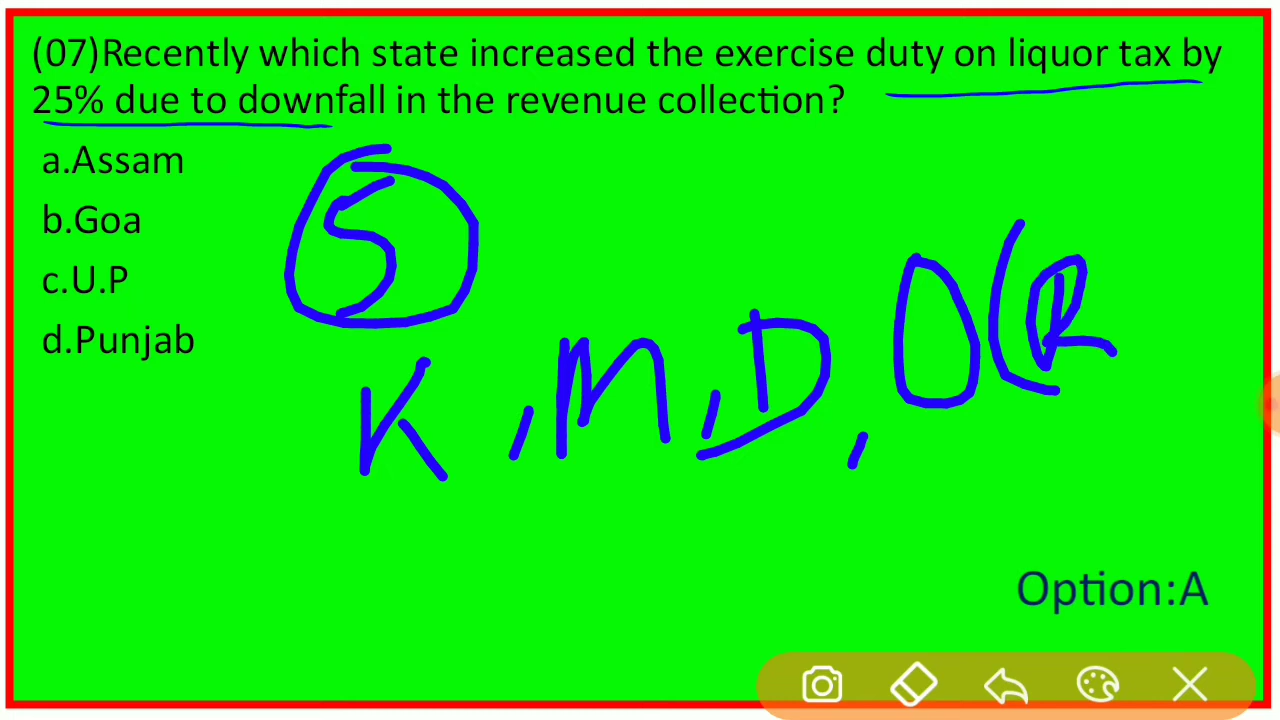 (07)Recently which state increased the exercise duty on liquor tax by
25% due to downfall in the revenue collection?
a.Assam
b.Goa
c.U.P
d.Punjab
5
K, M, D, O(R
Option:A